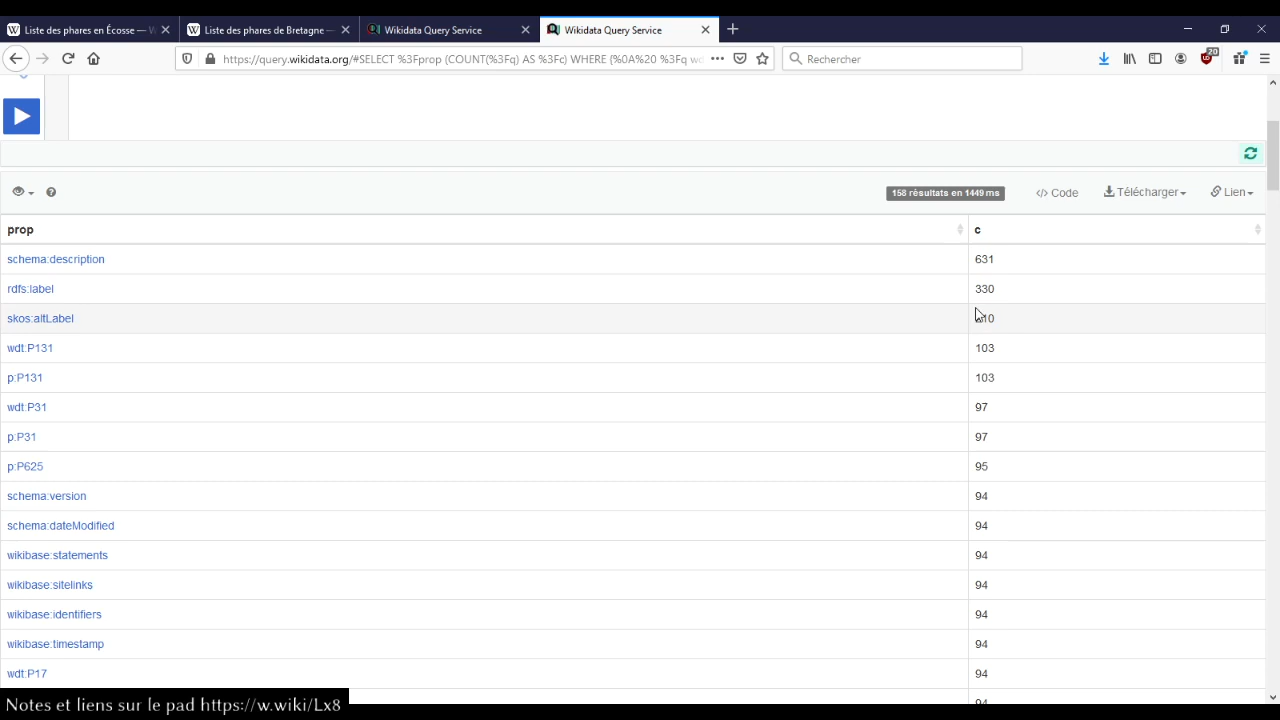 Liste des phares en Écosse —
Liste des phares de Bretagne —
Wikidata Query Service
Wikidata Query Service
https://query.wikidata.org/#SELECT %3Fprop (COUNT(%3Fq) AS %3Fc) WHERE {%0A%20 %3Fq
Rechercher
20
158 résultats en 1449 ms
</> Code
Télécharger
Lien
prop c
schema:description 631
rdfs:label 330
skos:altLabel
wdt:P131 103
p:P131 103
wdt:P31 97
p:P31 97
p:P625 95
schema:version 94
schema:dateModified 94
wikibase:statements 94
wikibase:sitelinks 94
wikibase:identifiers 94
wikibase:timestamp 94
wdt:P17 94
Notes et liens sur le pad https://w.wiki/Lx8